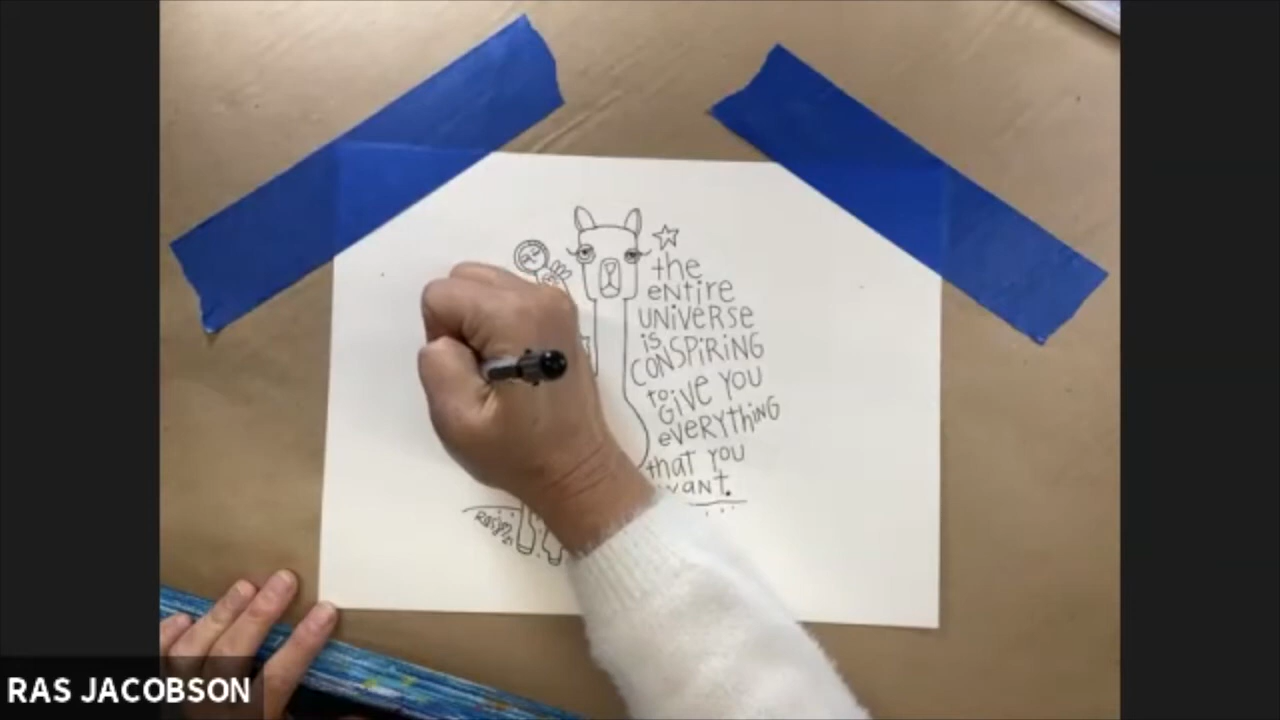 the
eNtire
UNiVERSE
is
CONSPiRiNG
to
GiVE YOU
eVERYthiNG
that YOU
waNt.
RAS JACOBSON